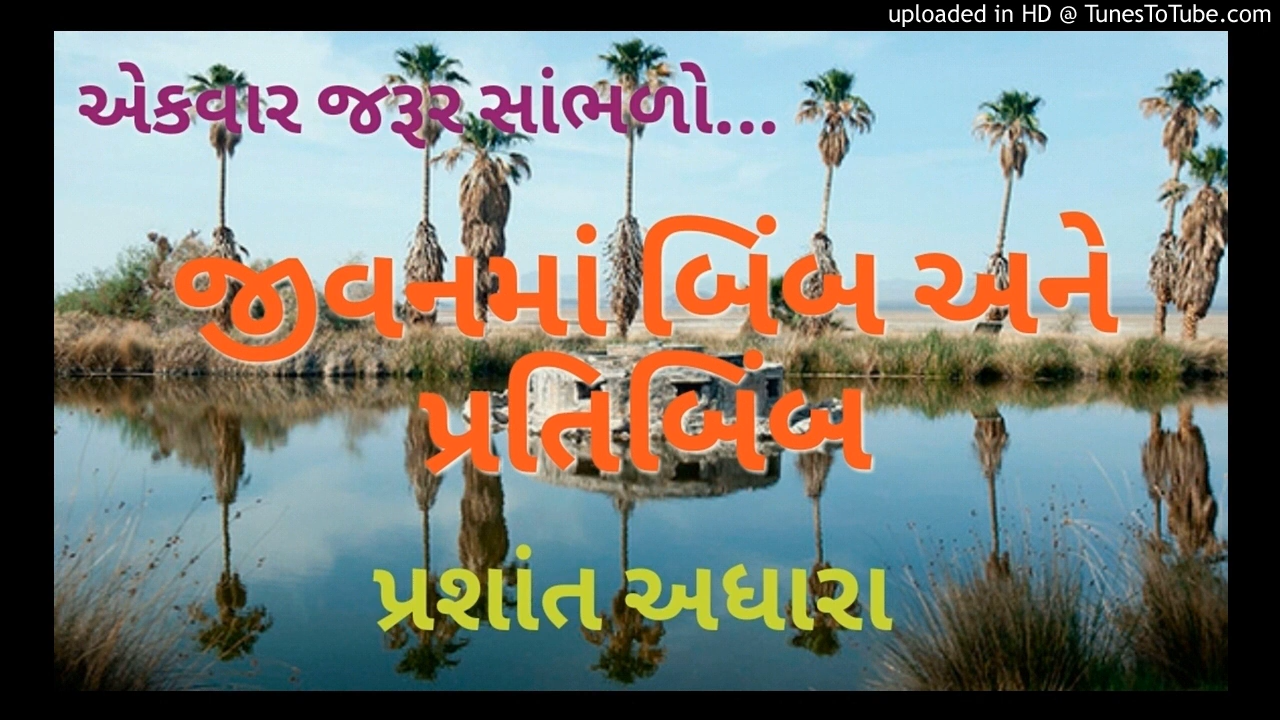 uploaded in HD @ TunesToTube.com
એકવાર જરૂર સાંભળો...
જીવનમાં બિંબ અને
પ્રતિબિંબ
પ્રશાંત અધારા